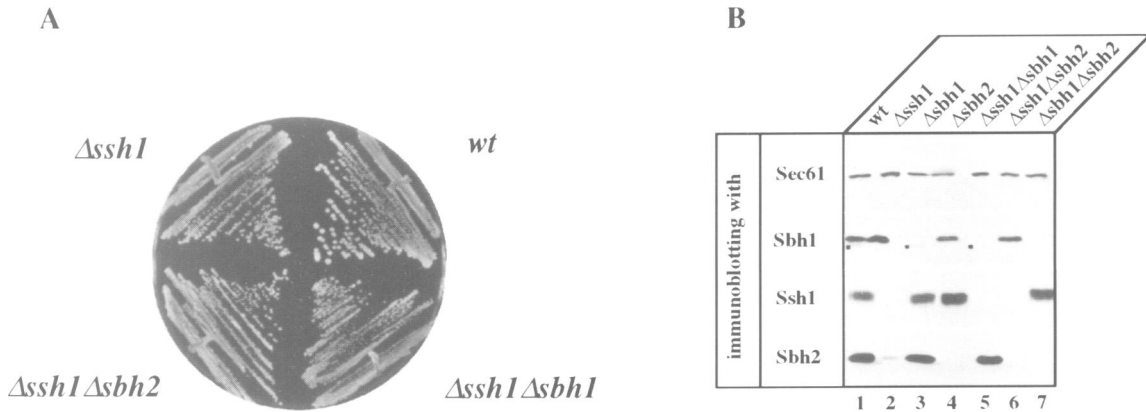 A
Δssh1
wt
Δssh1Δsbh2
Δssh1Δsbh1
B
wt
Δssh1
Δsbh1
Δsbh2
Δssh1Δsbh1
Δssh1Δsbh2
Δsbh1Δsbh2
immunoblotting with
Sec61
Sbh1
Ssh1
Sbh2
1 2 3 4 5 6 7